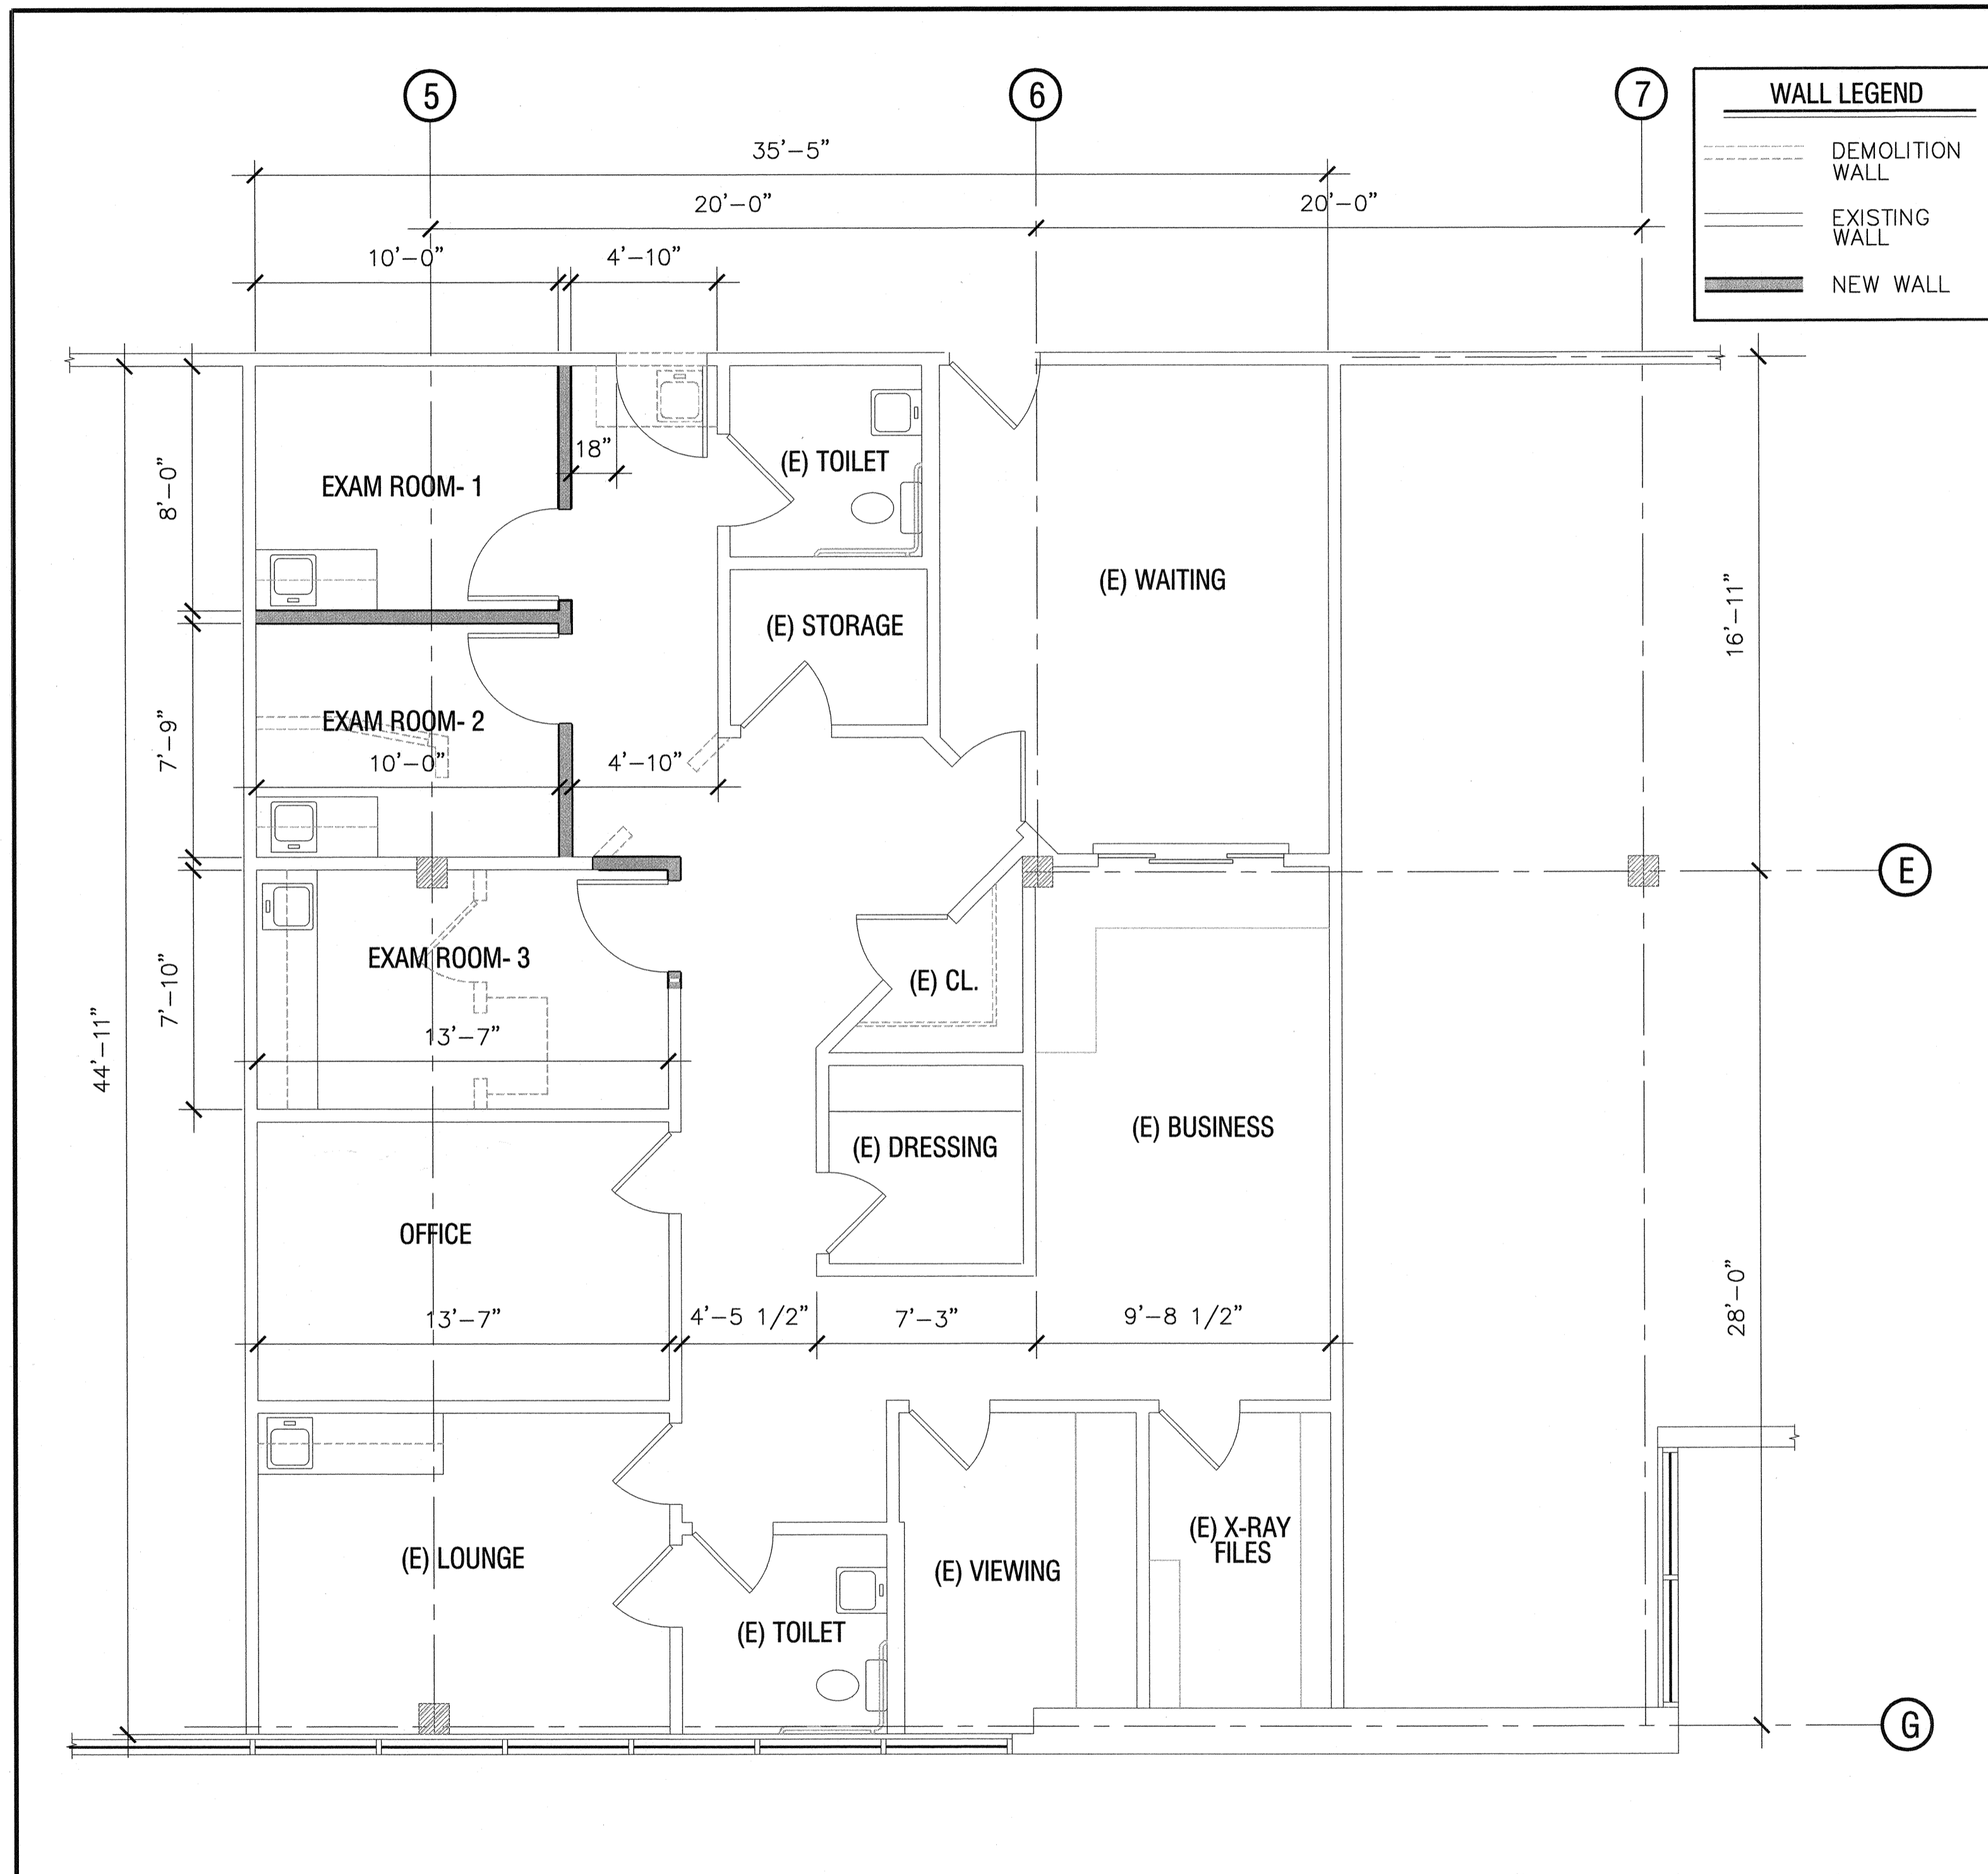 5
6
7
WALL LEGEND
DEMOLITION
WALL
EXISTING
WALL
NEW WALL
35'-5"
20'-0"
20'-0"
10'-0"
4'-10"
18"
(E) TOILET
8'-0"
EXAM ROOM- 1
(E) WAITING
16'-11"
(E) STORAGE
7'-9"
EXAM ROOM- 2
10'-0"
4'-10"
E
7'-10"
EXAM ROOM- 3
(E) CL.
13'-7"
44'-11"
(E) BUSINESS
(E) DRESSING
OFFICE
28'-0"
13'-7"
4'-5 1/2"
7'-3"
9'-8 1/2"
(E) LOUNGE
(E) X-RAY
FILES
(E) VIEWING
(E) TOILET
G